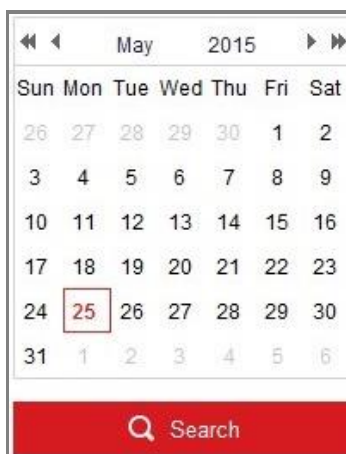 May 2015
Sun Mon Tue Wed Thu Fri Sat
26 27 28 29 30 1 2
3 4 5 6 7 8 9
10 11 12 13 14 15 16
17 18 19 20 21 22 23
24 25 26 27 28 29 30
31 1 2 3 4 5 6
Search